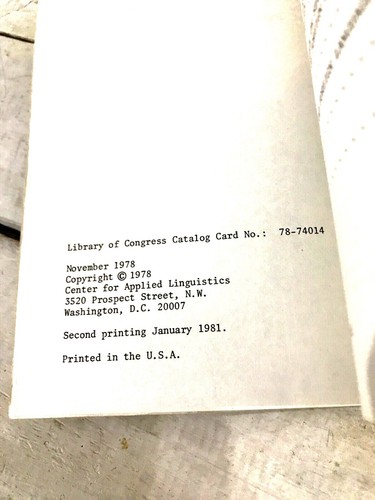 Library of Congress Catalog Card No.: 78-74014
November 1978
Copyright © 1978
Center for Applied Linguistics
3520 Prospect Street, N.W.
Washington, D.C. 20007
Second printing January 1981.
Printed in the U.S.A.